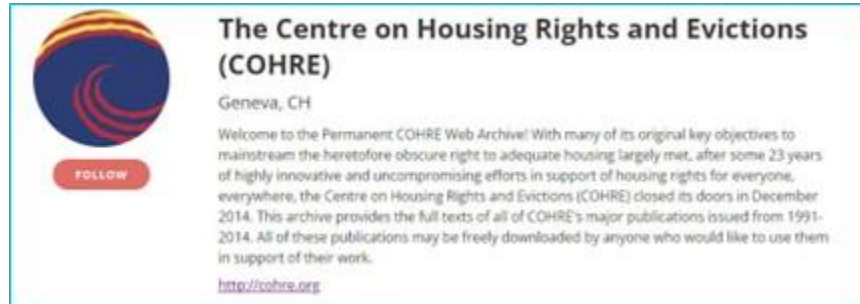 The Centre on Housing Rights and Evictions
(COHRE)
Geneva, CH
Welcome to the Permanent COHRE Web Archive! With many of its original key objectives to
mainstream the heretofore obscure right to adequate housing largely met, after some 23 years
of highly innovative and uncompromising efforts in support of housing rights for everyone,
everywhere, the Centre on Housing Rights and Evictions (COHRE) closed its doors in December
2014. This archive provides the full texts of all of COHRE's major publications issued from 1991-
2014. All of these publications may be freely downloaded by anyone who would like to use them
in support of their work.
http://cohre.org
FOLLOW